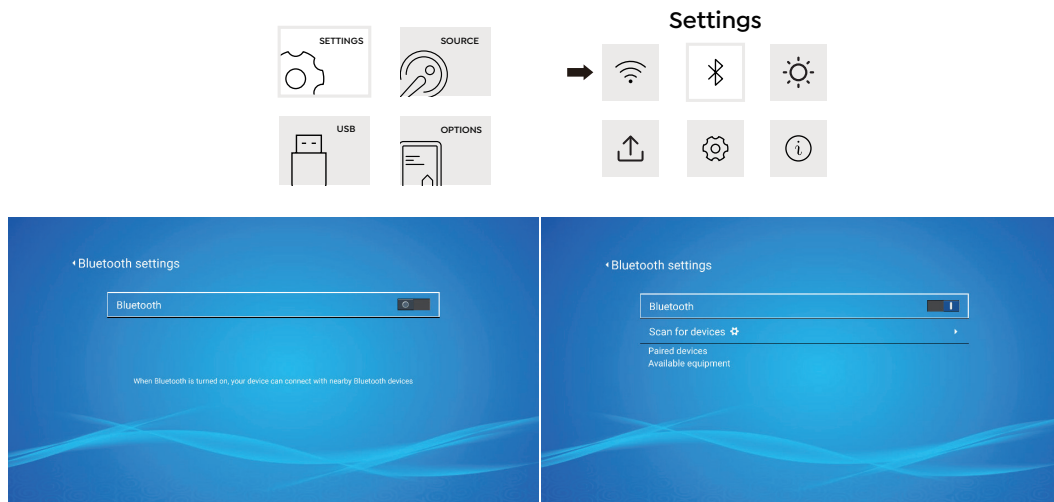 Settings
SETTINGS
SOURCE
USB
OPTIONS
Bluetooth settings
Bluetooth
When Bluetooth is turned on, your device can connect with nearby Bluetooth devices
Bluetooth settings
Bluetooth
Scan for devices
Paired devices
Available equipment